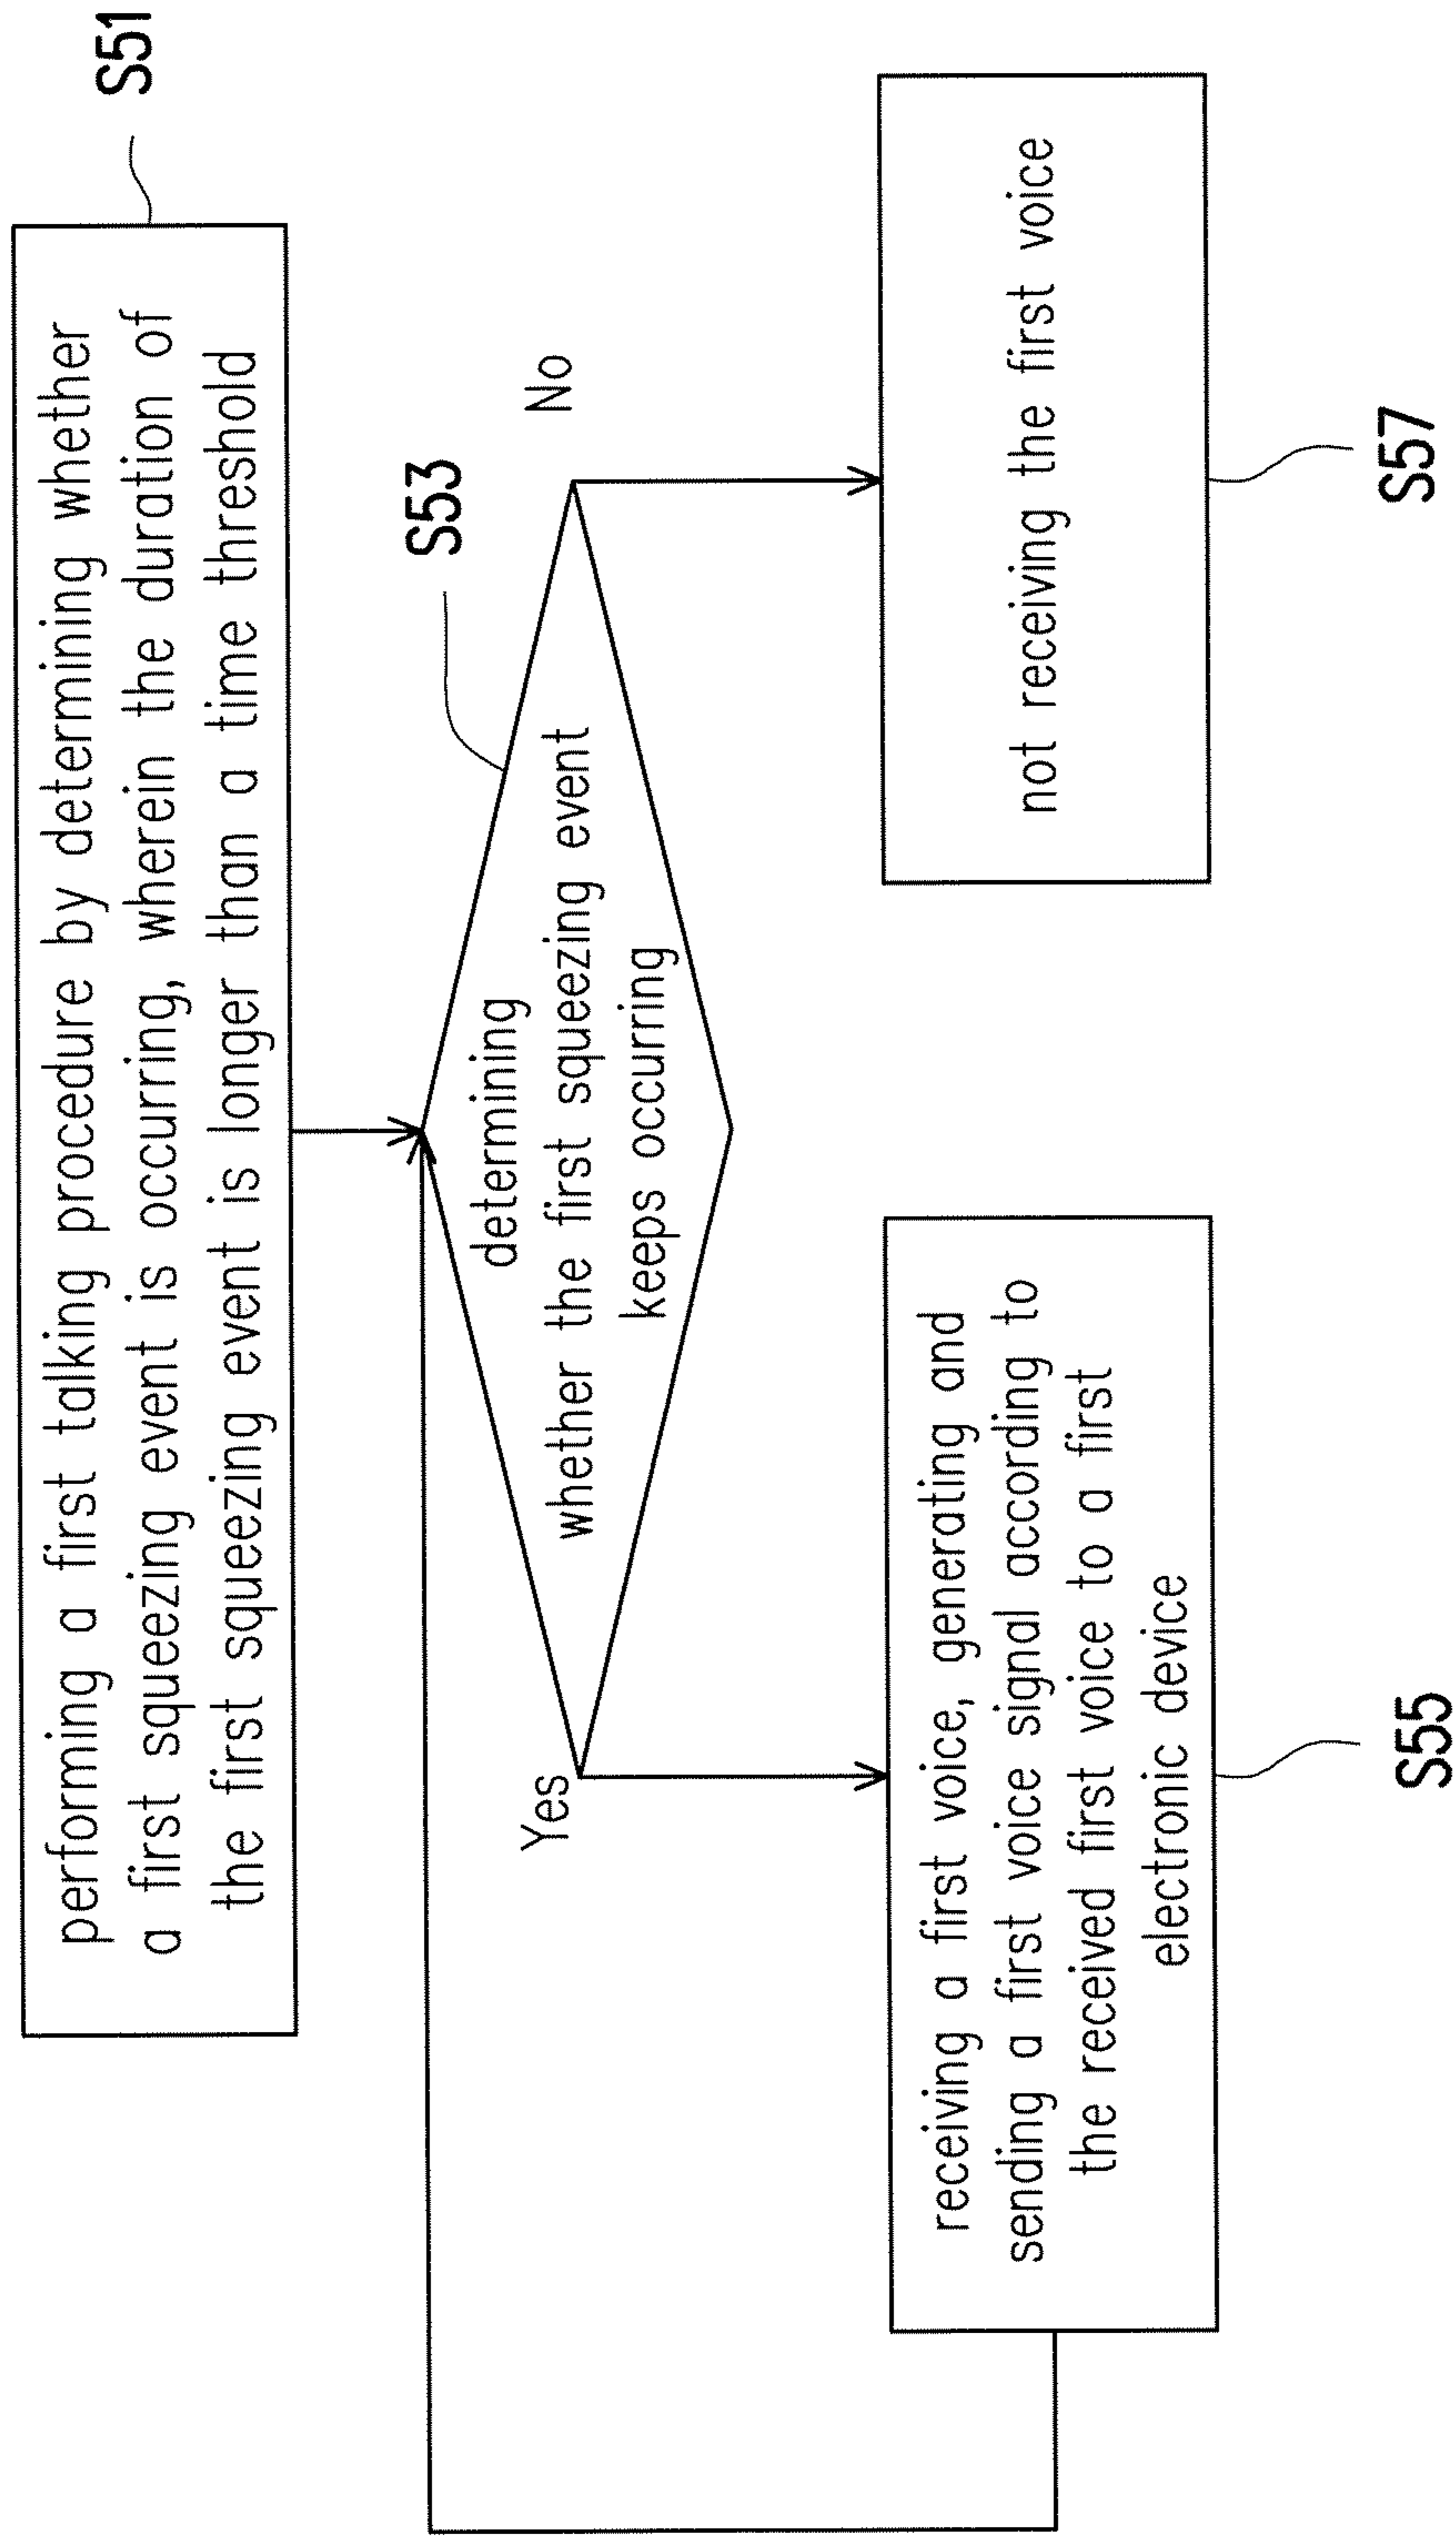 performing a first talking procedure by determining whether
a first squeezing event is occurring, wherein the duration of
the first squeezing event is longer than a time threshold
S51
determining
whether the first squeezing event
keeps occurring
S53
Yes
No
receiving a first voice, generating and
sending a first voice signal according to
the received first voice to a first
electronic device
S55
not receiving the first voice
S57